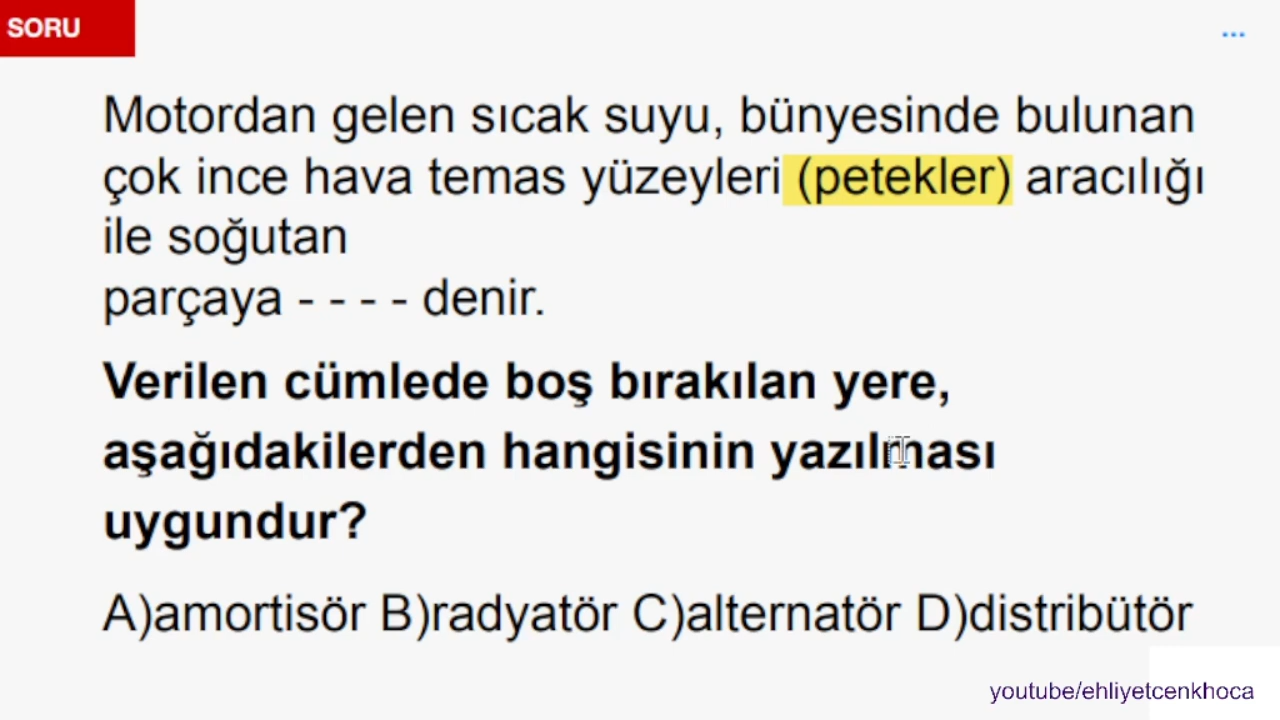 SORU
...
Motordan gelen sıcak suyu, bünyesinde bulunan
çok ince hava temas yüzeyleri (petekler) aracılığı
ile soğutan
parçaya - - - - denir.
Verilen cümlede boş bırakılan yere,
aşağıdakilerden hangisinin yazılması
uygundur?
A)amortisör B)radyatör C)alternatör D)distribütör
youtube/ehliyetcenkhoca